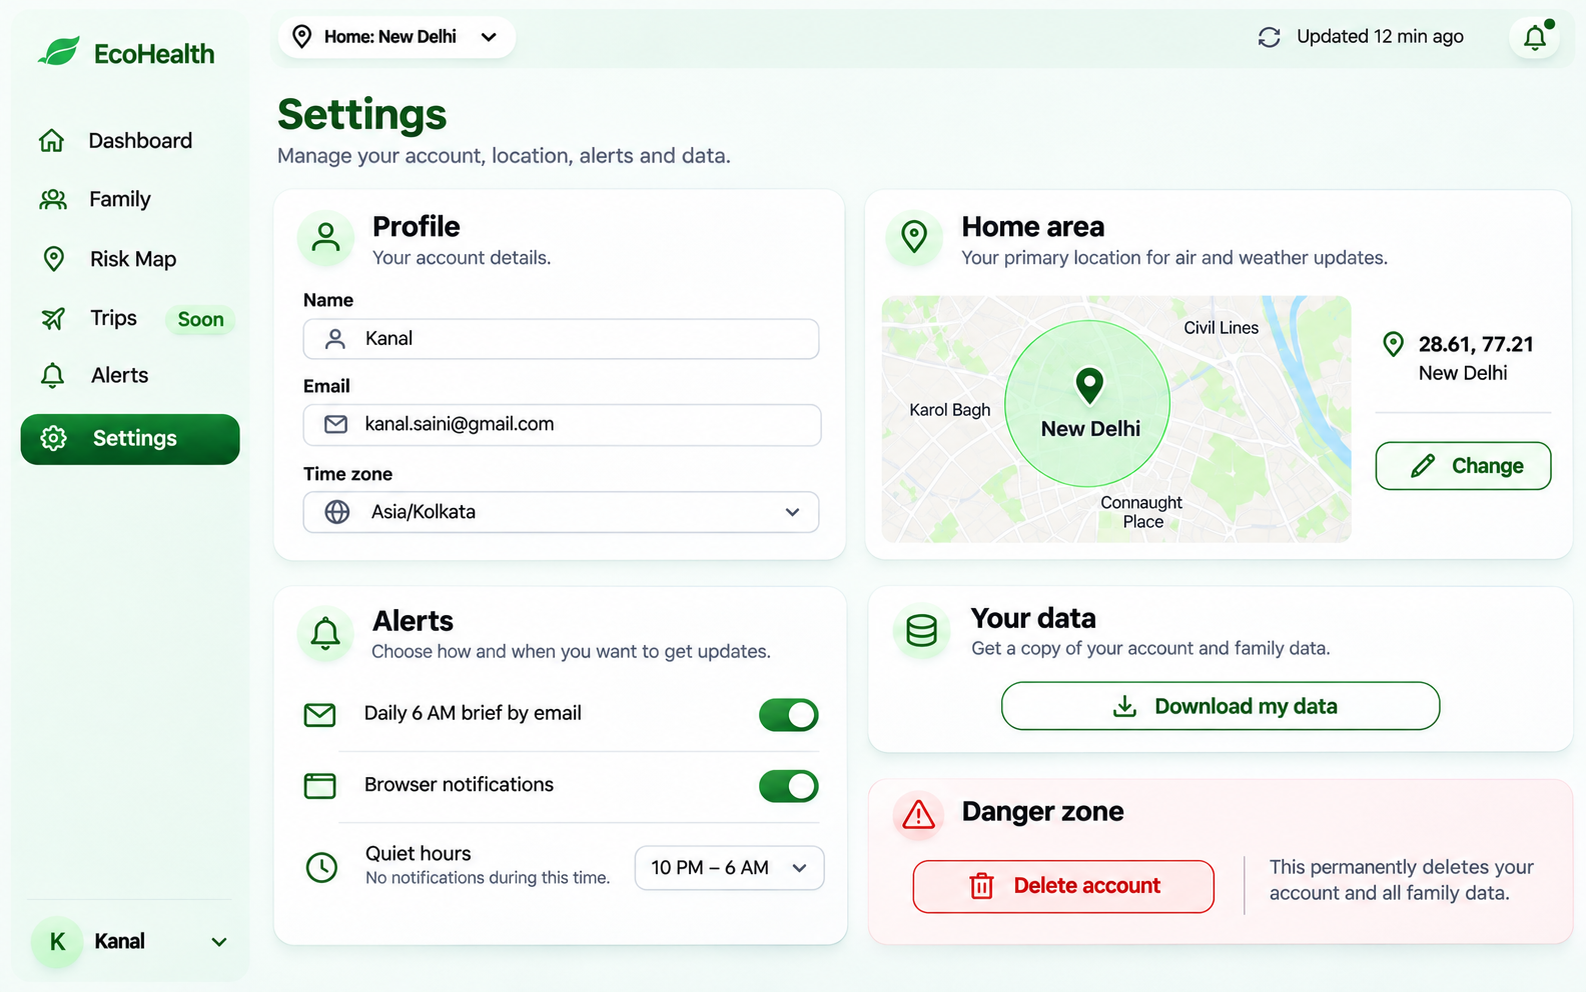 EcoHealth
Dashboard
Family
Risk Map
Trips Soon
Alerts
Settings
K Kanal
Home: New Delhi
Updated 12 min ago
Settings
Manage your account, location, alerts and data.
Profile
Your account details.
Name
Kanal
Email
kanal.saini@gmail.com
Time zone
Asia/Kolkata
Home area
Your primary location for air and weather updates.
Civil Lines
Karol Bagh
New Delhi
Connaught
Place
28.61, 77.21
New Delhi
Change
Alerts
Choose how and when you want to get updates.
Daily 6 AM brief by email
Browser notifications
Quiet hours
No notifications during this time.
10 PM – 6 AM
Your data
Get a copy of your account and family data.
Download my data
Danger zone
Delete account
This permanently deletes your
account and all family data.